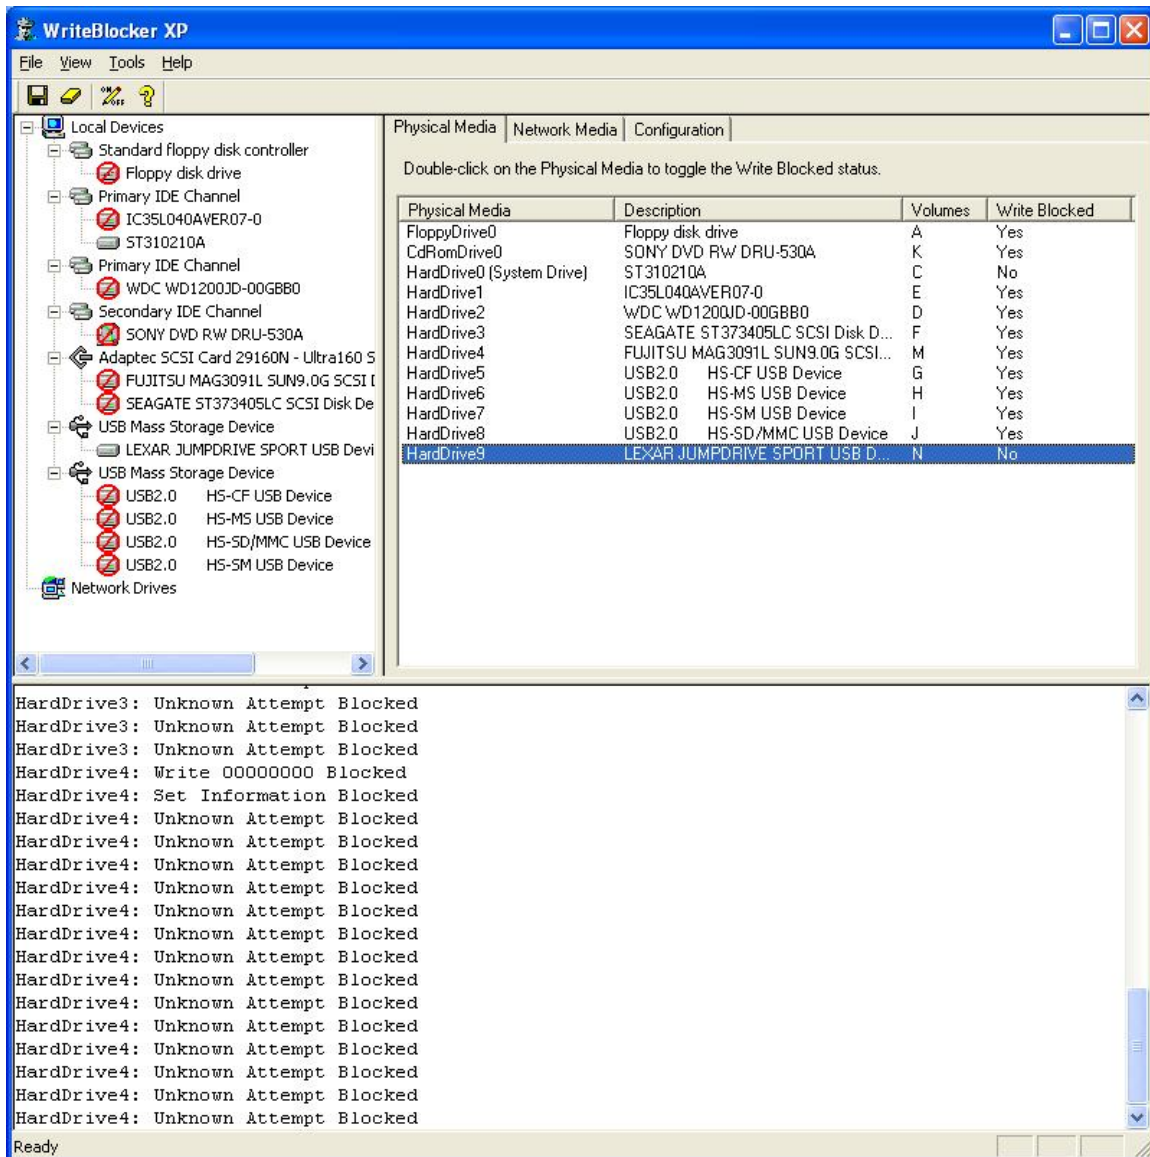 WriteBlocker XP
File View Tools Help
ON OFF
Local Devices
Standard floppy disk controller
Floppy disk drive
Primary IDE Channel
IC35L040AVER07-0
ST310210A
Primary IDE Channel
WDC WD1200JD-00GBB0
Secondary IDE Channel
SONY DVD RW DRU-530A
Adaptec SCSI Card 29160N - Ultra160 S
FUJITSU MAG3091L SUN9.0G SCSI D
SEAGATE ST373405LC SCSI Disk De
USB Mass Storage Device
LEXAR JUMPDRIVE SPORT USB Devi
USB Mass Storage Device
USB2.0 HS-CF USB Device
USB2.0 HS-MS USB Device
USB2.0 HS-SD/MMC USB Device
USB2.0 HS-SM USB Device
Network Drives
Physical Media Network Media Configuration
Double-click on the Physical Media to toggle the Write Blocked status.
Physical Media Description Volumes Write Blocked
FloppyDrive0 Floppy disk drive A Yes
CdRomDrive0 SONY DVD RW DRU-530A K Yes
HardDrive0 (System Drive) ST310210A C No
HardDrive1 IC35L040AVER07-0 E Yes
HardDrive2 WDC WD1200JD-00GBB0 D Yes
HardDrive3 SEAGATE ST373405LC SCSI Disk D... F Yes
HardDrive4 FUJITSU MAG3091L SUN9.0G SCSI... M Yes
HardDrive5 USB2.0 HS-CF USB Device G Yes
HardDrive6 USB2.0 HS-MS USB Device H Yes
HardDrive7 USB2.0 HS-SM USB Device I Yes
HardDrive8 USB2.0 HS-SD/MMC USB Device J Yes
HardDrive9 LEXAR JUMPDRIVE SPORT USB D... N No
HardDrive3: Unknown Attempt Blocked
HardDrive3: Unknown Attempt Blocked
HardDrive3: Unknown Attempt Blocked
HardDrive4: Write 00000000 Blocked
HardDrive4: Set Information Blocked
HardDrive4: Unknown Attempt Blocked
HardDrive4: Unknown Attempt Blocked
HardDrive4: Unknown Attempt Blocked
HardDrive4: Unknown Attempt Blocked
HardDrive4: Unknown Attempt Blocked
HardDrive4: Unknown Attempt Blocked
HardDrive4: Unknown Attempt Blocked
HardDrive4: Unknown Attempt Blocked
HardDrive4: Unknown Attempt Blocked
HardDrive4: Unknown Attempt Blocked
HardDrive4: Unknown Attempt Blocked
HardDrive4: Unknown Attempt Blocked
HardDrive4: Unknown Attempt Blocked
HardDrive4: Unknown Attempt Blocked
Ready